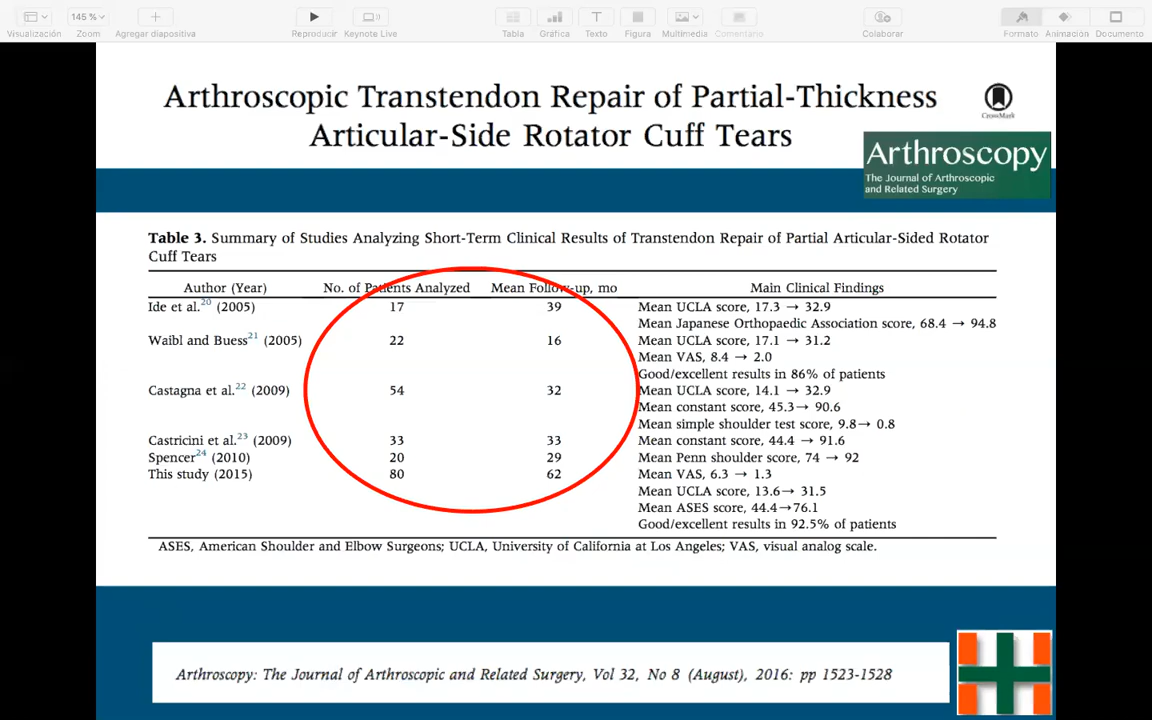 145 %
Visualización Zoom Agregar diapositiva Reproducir Keynote Live Tabla Gráfica Texto Figura Multimedia Comentario Colaborar Formato Animación Documento
Arthroscopic Transtendon Repair of Partial-Thickness
Articular-Side Rotator Cuff Tears
CrossMark
Arthroscopy
The Journal of Arthroscopic
and Related Surgery
Table 3. Summary of Studies Analyzing Short-Term Clinical Results of Transtendon Repair of Partial Articular-Sided Rotator
Cuff Tears
Author (Year) No. of Patients Analyzed Mean Follow-up, mo Main Clinical Findings
Ide et al.20 (2005) 17 39 Mean UCLA score, 17.3 → 32.9
Mean Japanese Orthopaedic Association score, 68.4 → 94.8
Waibl and Buess21 (2005) 22 16 Mean UCLA score, 17.1 → 31.2
Mean VAS, 8.4 → 2.0
Good/excellent results in 86% of patients
Castagna et al.22 (2009) 54 32 Mean UCLA score, 14.1 → 32.9
Mean constant score, 45.3→ 90.6
Mean simple shoulder test score, 9.8→ 0.8
Castricini et al.23 (2009) 33 33 Mean constant score, 44.4 → 91.6
Spencer24 (2010) 20 29 Mean Penn shoulder score, 74 → 92
This study (2015) 80 62 Mean VAS, 6.3 → 1.3
Mean UCLA score, 13.6→ 31.5
Mean ASES score, 44.4→76.1
Good/excellent results in 92.5% of patients
ASES, American Shoulder and Elbow Surgeons; UCLA, University of California at Los Angeles; VAS, visual analog scale.
Arthroscopy: The Journal of Arthroscopic and Related Surgery, Vol 32, No 8 (August), 2016: pp 1523-1528